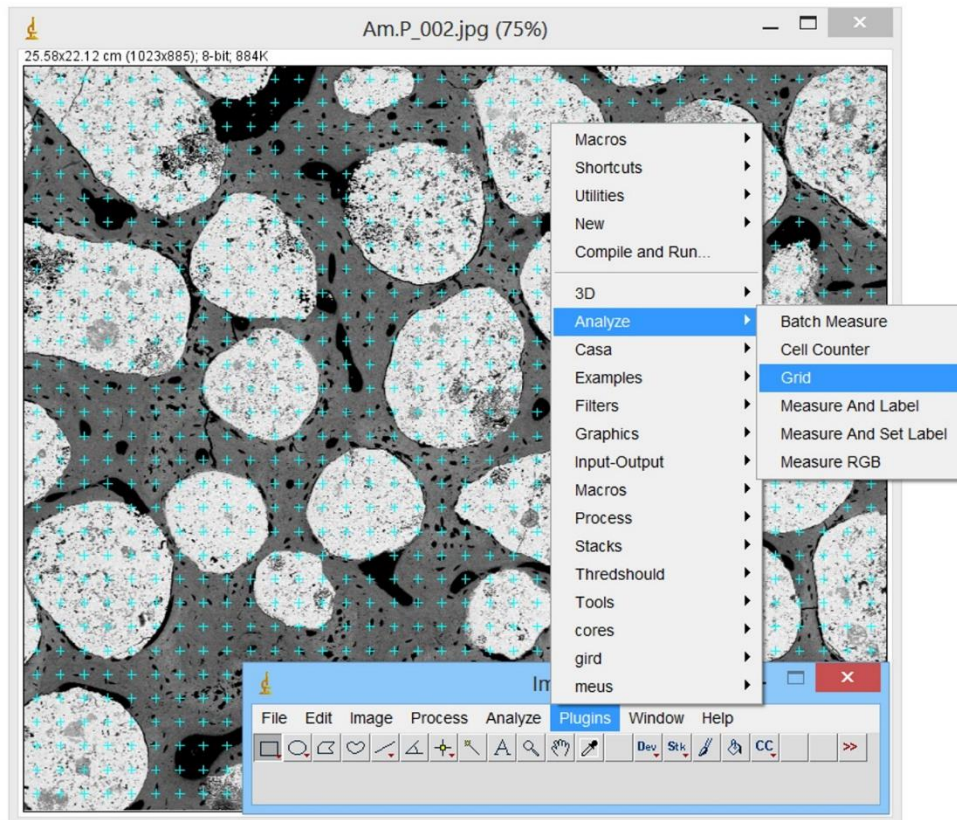 Am.P_002.jpg (75%)
25.58x22.12 cm (1023x885); 8-bit; 884K
Macros
Shortcuts
Utilities
New
Compile and Run...
3D
Analyze
Casa
Examples
Filters
Graphics
Input-Output
Macros
Process
Stacks
Thredshould
Tools
cores
gird
meus
Batch Measure
Cell Counter
Grid
Measure And Label
Measure And Set Label
Measure RGB
Im
File Edit Image Process Analyze Plugins Window Help
A Dev Stk CC >>